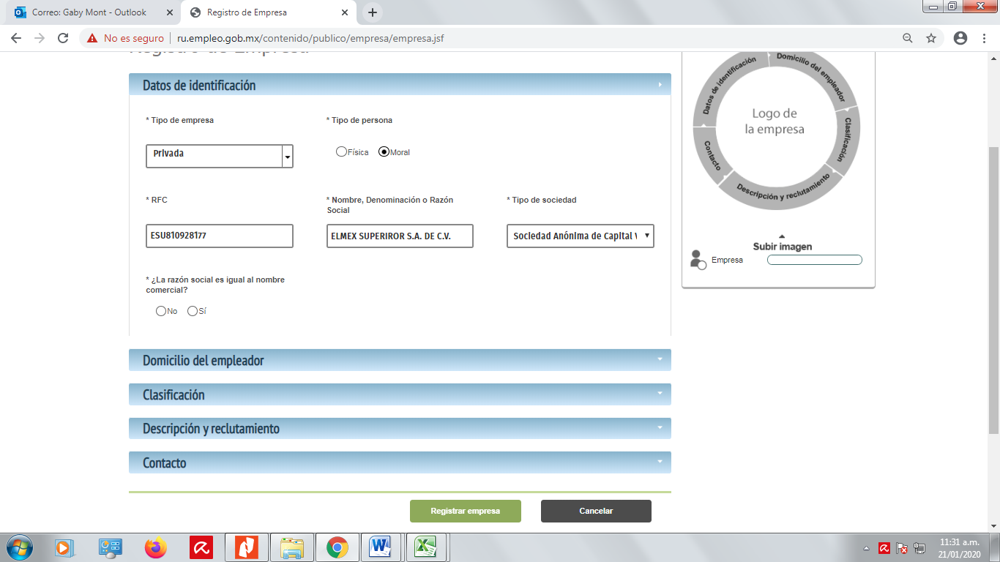 Correo: Gaby Mont - Outlook
Registro de Empresa
No es seguro
ru.empleo.gob.mx/contenido/publico/empresa/empresa.jsf
Registro de Empresa
Datos de identificación
* Tipo de empresa
* Tipo de persona
Privada
Física
Moral
* RFC
* Nombre, Denominación o Razón
Social
* Tipo de sociedad
ESU810928177
ELMEX SUPERIROR S.A. DE C.V.
Sociedad Anónima de Capital V
* ¿La razón social es igual al nombre
comercial?
No
Sí
Domicilio del empleador
Clasificación
Descripción y reclutamiento
Contacto
Registrar empresa
Cancelar
Datos de identificación
Domicilio del empleador
Clasificación
Descripción y reclutamiento
Contacto
Logo de
la empresa
Subir imagen
Empresa
11:31 a.m.
21/01/2020